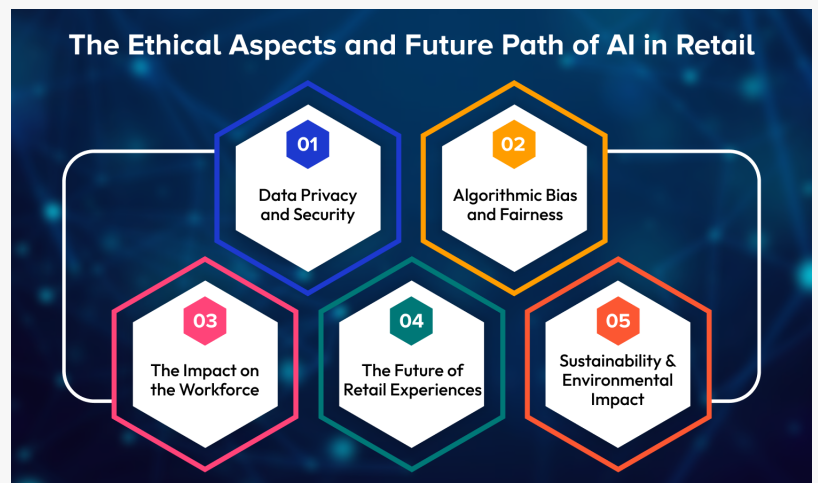 The Ethical Aspects and Future Path of AI in Retail
01
Data Privacy
and Security
02
Algorithmic Bias
and Fairness
03
The Impact on
the Workforce
04
The Future of
Retail Experiences
05
Sustainability &
Environmental
Impact